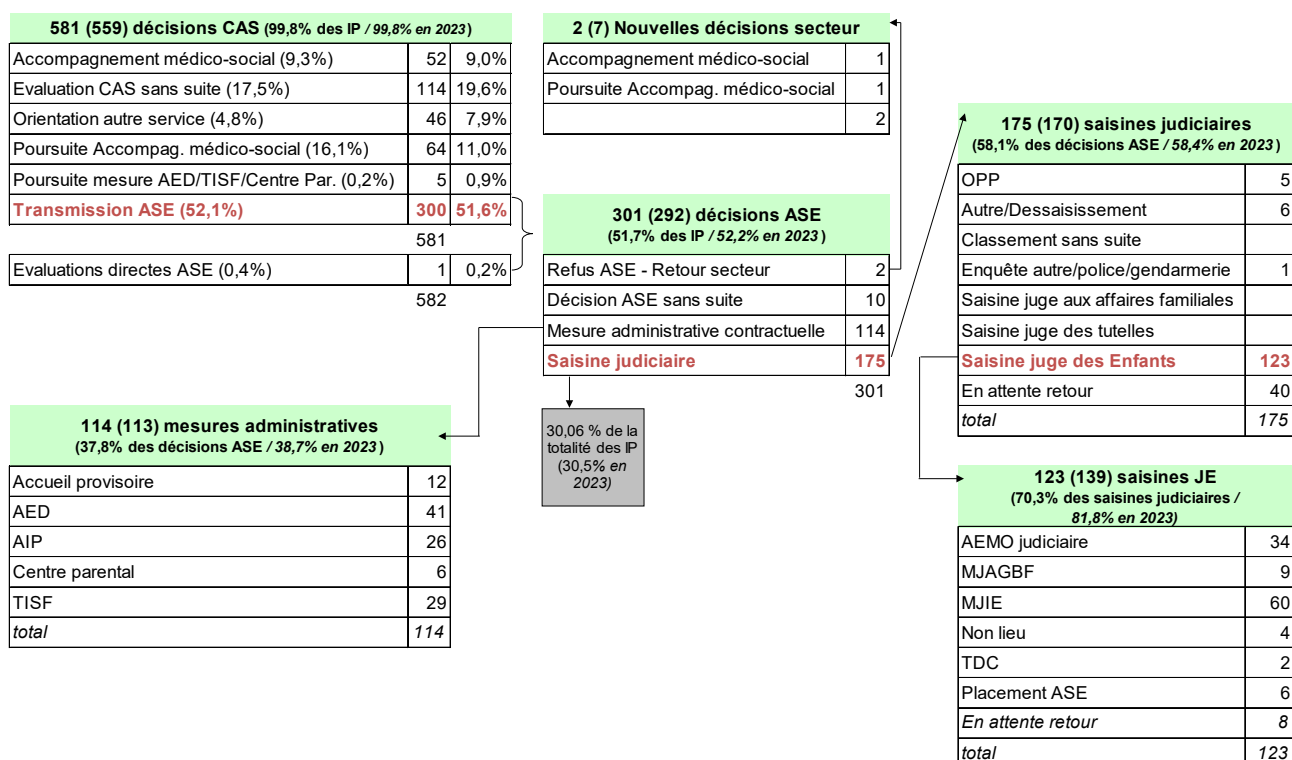 581 (559) décisions CAS (99,8% des IP / 99,8% en 2023)
Accompagnement médico-social (9,3%) 52 9,0%
Evaluation CAS sans suite (17,5%) 114 19,6%
Orientation autre service (4,8%) 46 7,9%
Poursuite Accompag. médico-social (16,1%) 64 11,0%
Poursuite mesure AED/TISF/Centre Par. (0,2%) 5 0,9%
Transmission ASE (52,1%) 300 51,6%
581
Evaluations directes ASE (0,4%) 1 0,2%
582
2 (7) Nouvelles décisions secteur
Accompagnement médico-social 1
Poursuite Accompag. médico-social 1
2
301 (292) décisions ASE
(51,7% des IP / 52,2% en 2023)
Refus ASE - Retour secteur 2
Décision ASE sans suite 10
Mesure administrative contractuelle 114
Saisine judiciaire 175
301
30,06 % de la
totalité des IP
(30,5% en
2023)
175 (170) saisines judiciaires
(58,1% des décisions ASE / 58,4% en 2023)
OPP 5
Autre/Dessaisissement 6
Classement sans suite
Enquête autre/police/gendarmerie 1
Saisine juge aux affaires familiales
Saisine juge des tutelles
Saisine juge des Enfants 123
En attente retour 40
total 175
114 (113) mesures administratives
(37,8% des décisions ASE / 38,7% en 2023)
Accueil provisoire 12
AED 41
AIP 26
Centre parental 6
TISF 29
total 114
123 (139) saisines JE
(70,3% des saisines judiciaires /
81,8% en 2023)
AEMO judiciaire 34
MJAGBF 9
MJIE 60
Non lieu 4
TDC 2
Placement ASE 6
En attente retour 8
total 123